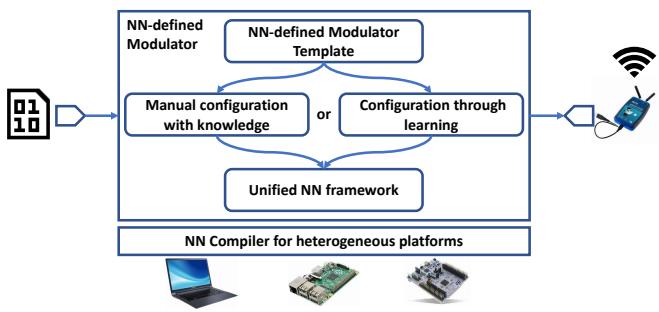 NN-defined
Modulator
NN-defined Modulator
Template
Manual configuration
with knowledge
or
Configuration through
learning
Unified NN framework
NN Compiler for heterogeneous platforms
01
10